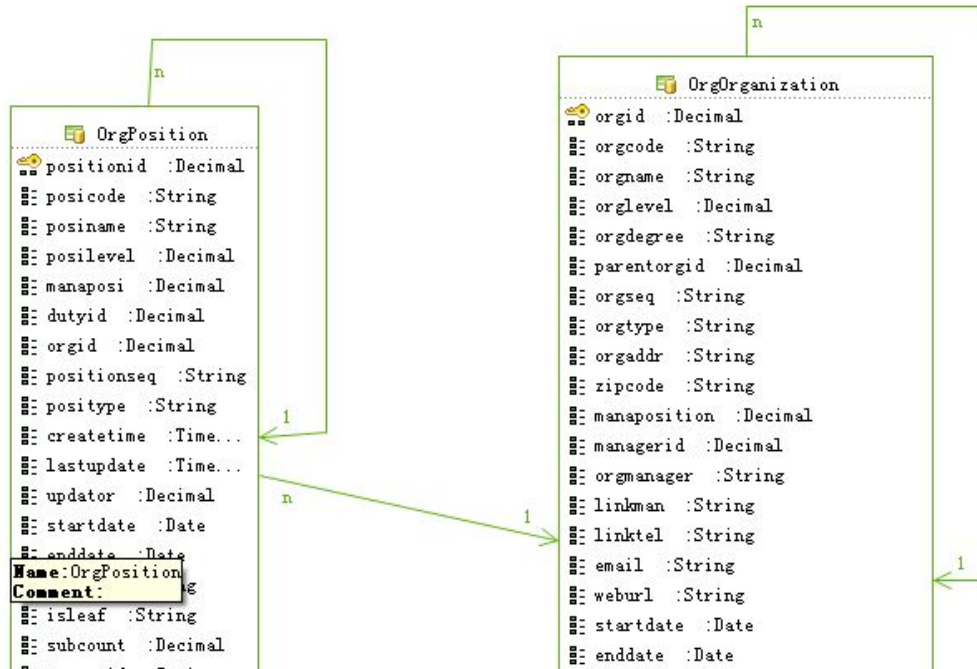 n
OrgPosition
positionid :Decimal
posicode :String
posiname :String
posilevel :Decimal
manaposi :Decimal
dutyid :Decimal
orgid :Decimal
positionseq :String
positype :String
createtime :Time...
lastupdate :Time...
updator :Decimal
startdate :Date
enddate :Date
Name:OrgPosition
Comment:
isleaf :String
subcount :Decimal
1
n
1
n
OrgOrganization
orgid :Decimal
orgcode :String
orgname :String
orglevel :Decimal
orgdegree :String
parentorgid :Decimal
orgseq :String
orgtype :String
orgaddr :String
zipcode :String
manaposition :Decimal
managerid :Decimal
orgmanager :String
linkman :String
linktel :String
email :String
weburl :String
startdate :Date
enddate :Date
1